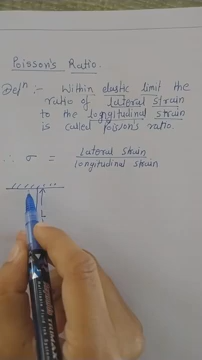 Poisson's Ratio.
Defn :- Within elastic limit the
ratio of lateral strain
to the longitudinal strain
is called poison's ratio.
∴ σ = Lateral strain
longitudinal strain
L